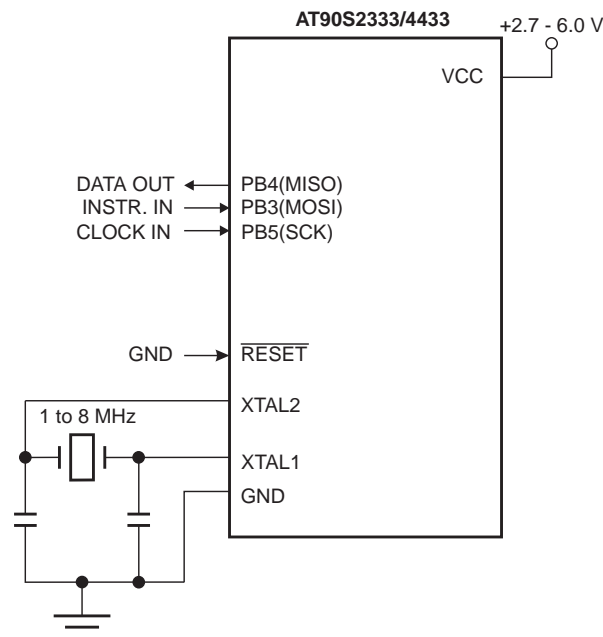 AT90S2333/4433
+2.7 - 6.0 V
VCC
DATA OUT PB4(MISO)
INSTR. IN PB3(MOSI)
CLOCK IN PB5(SCK)
GND RESET
XTAL2
1 to 8 MHz
XTAL1
GND